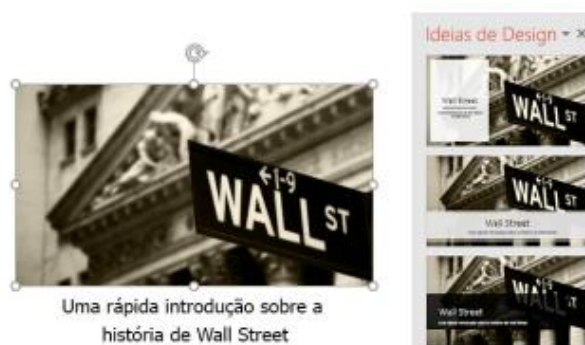 ←1-9
WALL ST
Uma rápida introdução sobre a
história de Wall Street
Ideias de Design
Wall Street
WALL ST
WALL ST
Wall Street
WALL ST
Wall Street